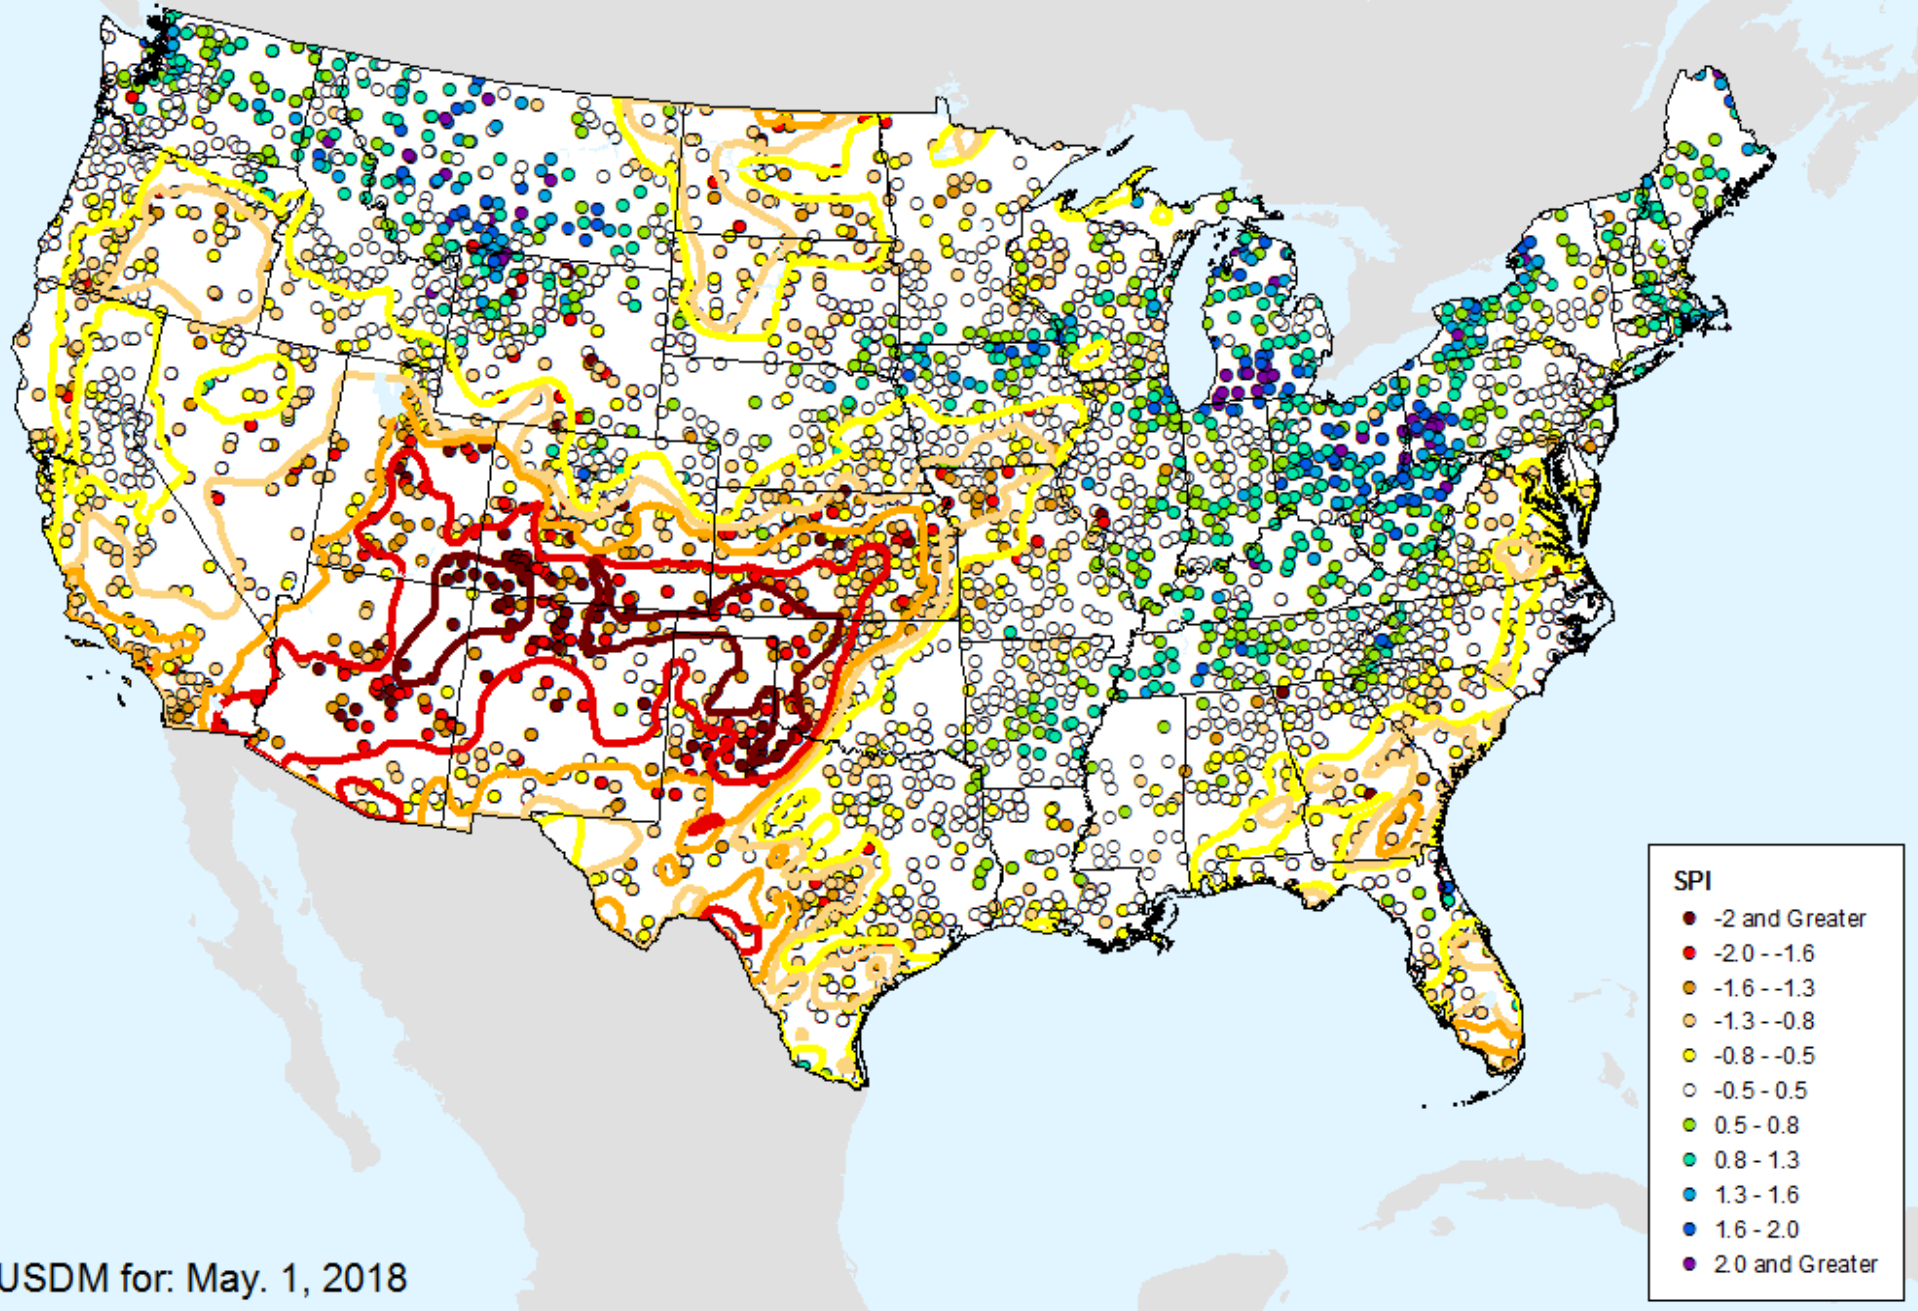 SPI
-2 and Greater
-2.0 - -1.6
-1.6 - -1.3
-1.3 - -0.8
-0.8 - -0.5
-0.5 - 0.5
0.5 - 0.8
0.8 - 1.3
1.3 - 1.6
1.6 - 2.0
2.0 and Greater
USDM for: May. 1, 2018